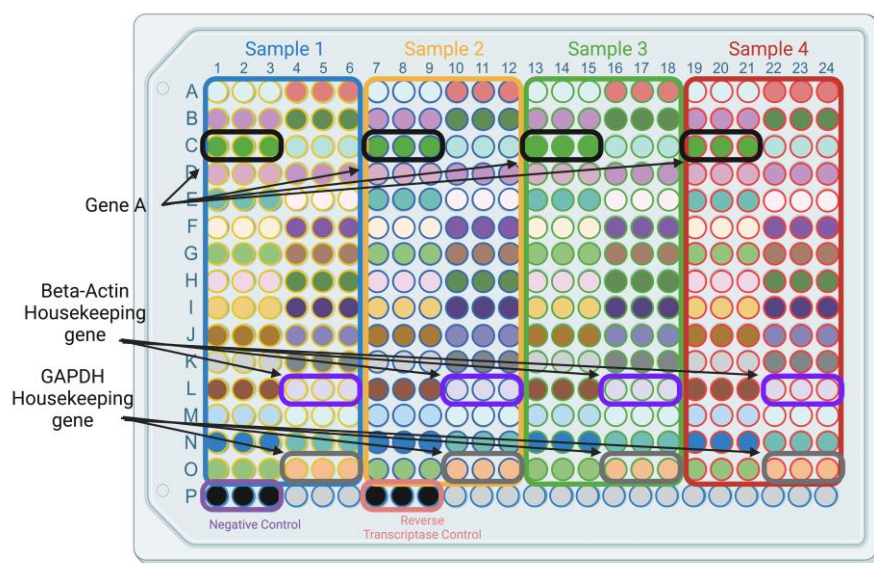 Sample 1 Sample 2 Sample 3 Sample 4
1 2 3 4 5 6 7 8 9 10 11 12 13 14 15 16 17 18 19 20 21 22 23 24
A
B
C
D
E
Gene A
F
G
H
Beta-Actin
Housekeeping
gene
I
J
K
GAPDH
Housekeeping
gene
L
M
N
O
P
Negative Control
Reverse
Transcriptase Control